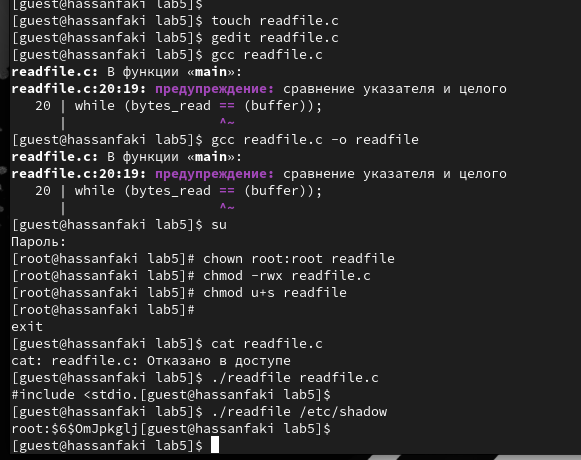 [guest@hassanfaki lab5]$
[guest@hassanfaki lab5]$ touch readfile.c
[guest@hassanfaki lab5]$ gedit readfile.c
[guest@hassanfaki lab5]$ gcc readfile.c
readfile.c: В функции «main»:
readfile.c:20:19: предупреждение: сравнение указателя и целого
   20 | while (bytes_read == (buffer));
      |                   ^~
[guest@hassanfaki lab5]$ gcc readfile.c -o readfile
readfile.c: В функции «main»:
readfile.c:20:19: предупреждение: сравнение указателя и целого
   20 | while (bytes_read == (buffer));
      |                   ^~
[guest@hassanfaki lab5]$ su
Пароль:
[root@hassanfaki lab5]# chown root:root readfile
[root@hassanfaki lab5]# chmod -rwx readfile.c
[root@hassanfaki lab5]# chmod u+s readfile
[root@hassanfaki lab5]#
exit
[guest@hassanfaki lab5]$ cat readfile.c
cat: readfile.c: Отказано в доступе
[guest@hassanfaki lab5]$ ./readfile readfile.c
#include <stdio.[guest@hassanfaki lab5]$
[guest@hassanfaki lab5]$ ./readfile /etc/shadow
root:$6$OmJpkglj[guest@hassanfaki lab5]$
[guest@hassanfaki lab5]$